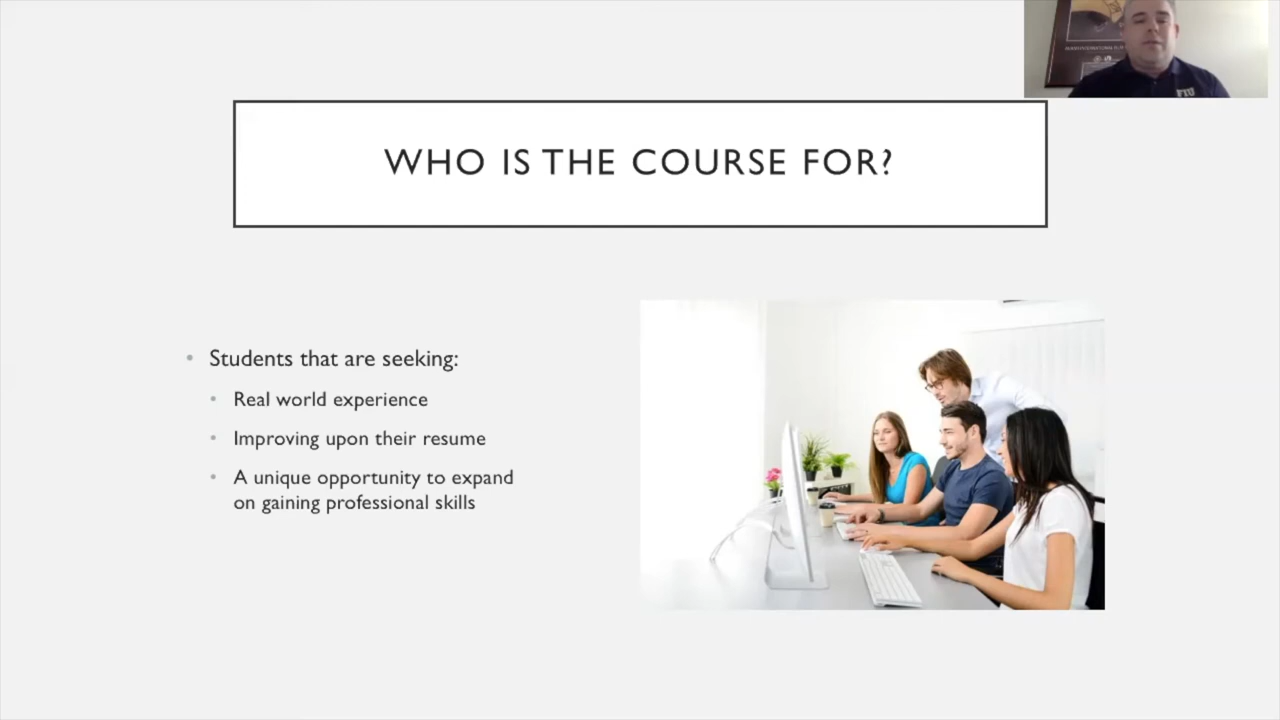 WHO IS THE COURSE FOR?
FIU
• Students that are seeking:
• Real world experience
• Improving upon their resume
• A unique opportunity to expand
on gaining professional skills